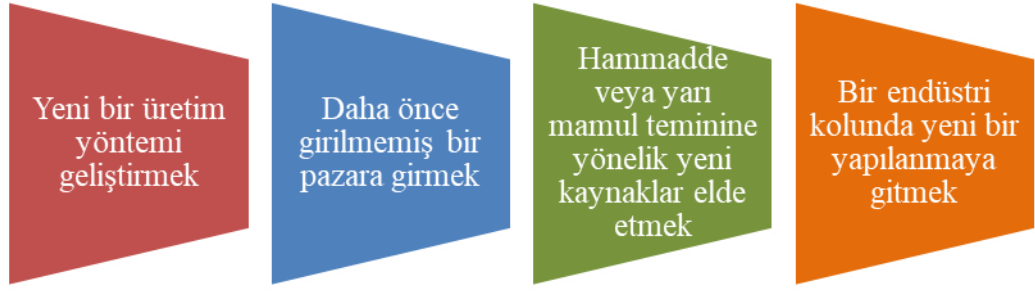 Yeni bir üretim
yöntemi
geliştirmek
Daha önce
girilmemiş bir
pazara girmek
Hammadde
veya yarı
mamul teminine
yönelik yeni
kaynaklar elde
etmek
Bir endüstri
kolunda yeni bir
yapılanmaya
gitmek